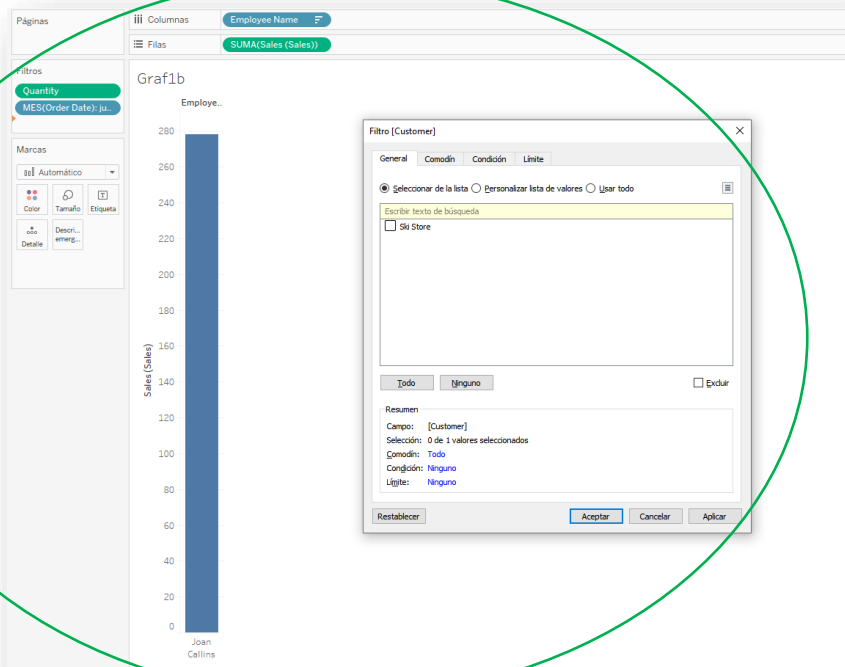 Páginas
Columnas
Employee Name
Filas
SUMA(Sales (Sales))
Filtros
Quantity
MES(Order Date): ju..
Marcas
Automático
Color
Tamaño
Etiqueta
Detalle
Descri...
emerg...
Graf1b
Employe..
280
260
240
220
200
180
160
140
120
100
80
60
40
20
0
Sales (Sales)
Joan
Callins
Filtro [Customer]
General Comodín Condición Límite
Seleccionar de la lista Personalizar lista de valores Usar todo
Escribir texto de búsqueda
Ski Store
Todo Ninguno Excluir
Resumen
Campo: [Customer]
Selección: 0 de 1 valores seleccionados
Comodín: Todo
Condición: Ninguno
Límite: Ninguno
Restablecer Aceptar Cancelar Aplicar